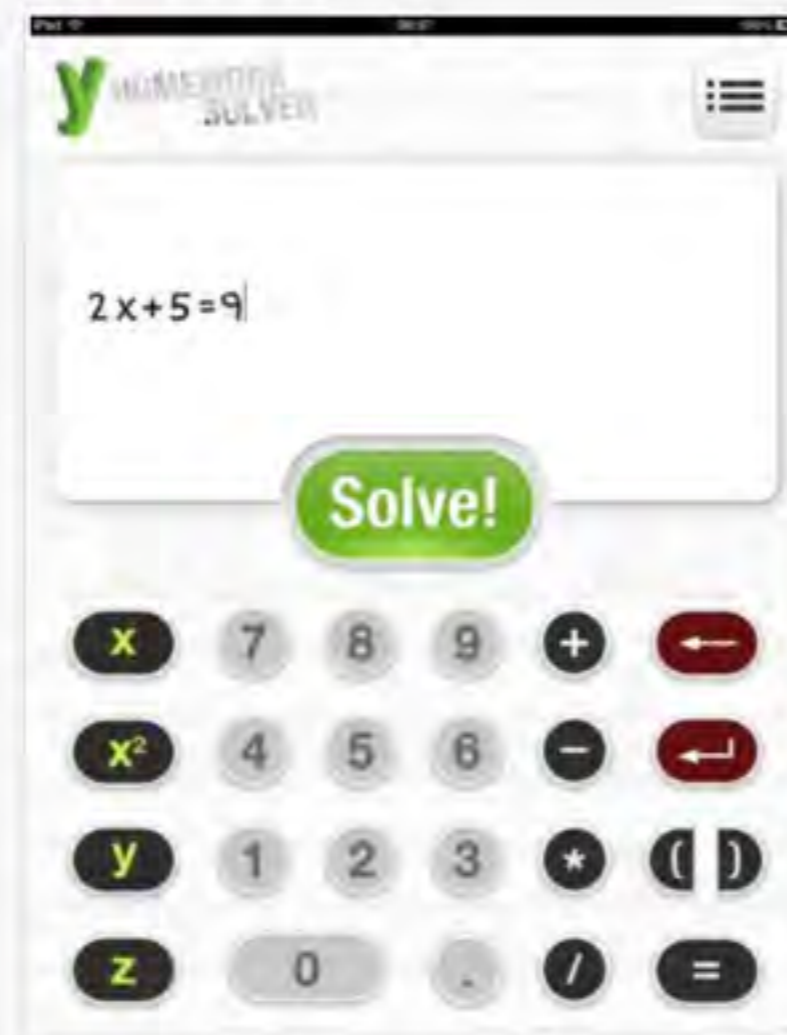 y HOMEWORK
SOLVER
2x+5=9
Solve!
x 7 8 9 + ←
x² 4 5 6 −
y 1 2 3 * ( )
z 0 . / =